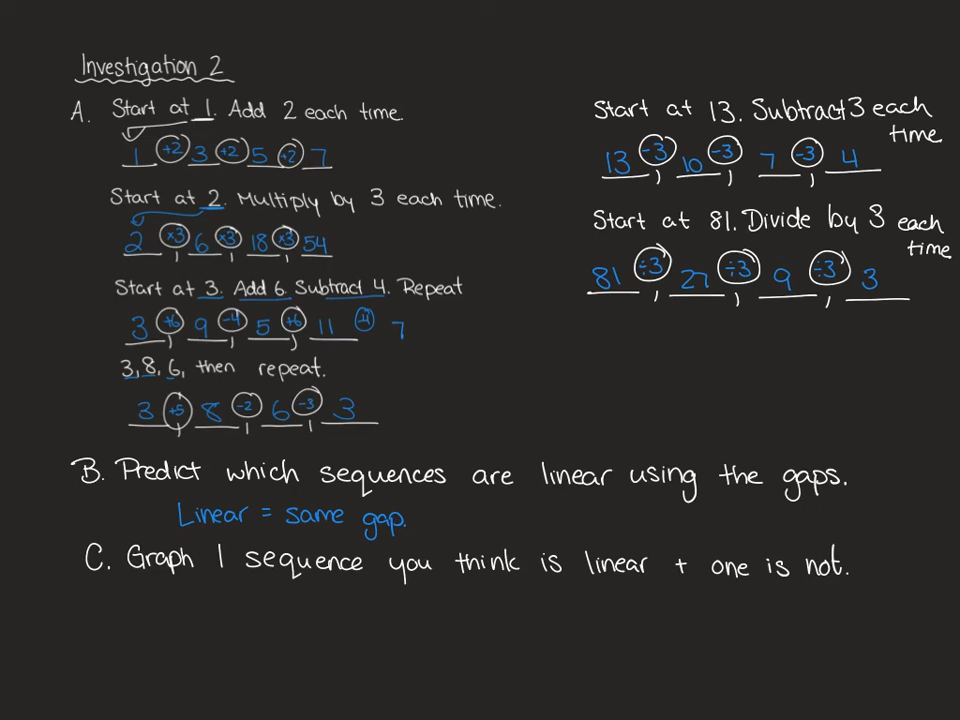 Investigation 2
A. Start at 1. Add 2 each time.
1 +2 3 +2 5 +2 7
Start at 2. Multiply by 3 each time.
2 ×3 , 6 ×3 , 18 ×3 , 54
Start at 3. Add 6. Subtract 4. Repeat
3 +6 , 9 -4 , 5 +6 , 11 -4 7
3, 8, 6, then repeat.
3 +5 , 8 -2 , 6 -3 , 3
Start at 13. Subtract 3 each
time
13 -3 , 10 -3 , 7 -3 , 4
Start at 81. Divide by 3 each
time
81 ÷3 , 27 ÷3 , 9 ÷3 , 3
B. Predict which sequences are linear using the gaps.
Linear = same gap.
C. Graph 1 sequence you think is linear + one is not.